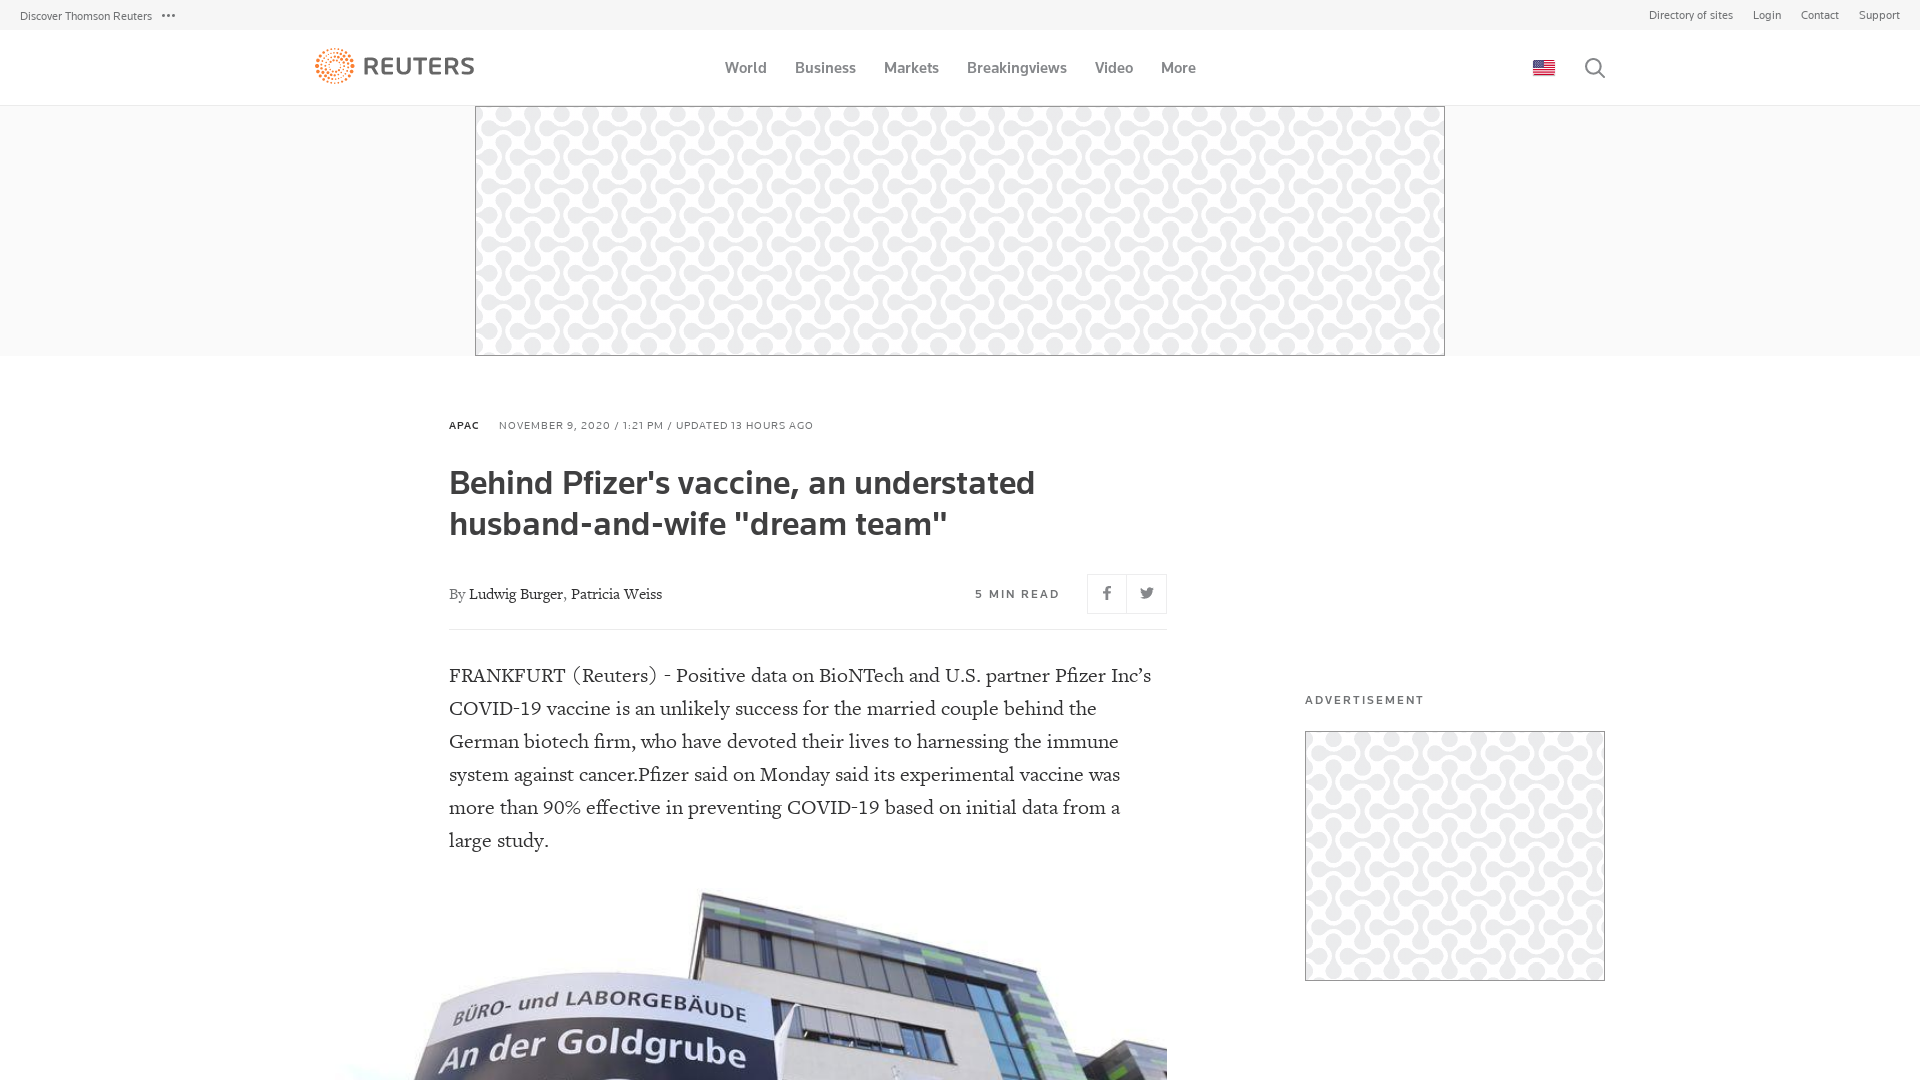 Discover Thomson Reuters
Directory of sites Login Contact Support
REUTERS
World Business Markets Breakingviews Video More
APAC NOVEMBER 9, 2020 / 1:21 PM / UPDATED 13 HOURS AGO
Behind Pfizer's vaccine, an understated
husband-and-wife "dream team"
By Ludwig Burger, Patricia Weiss
5 MIN READ
FRANKFURT (Reuters) - Positive data on BioNTech and U.S. partner Pfizer Inc’s
COVID-19 vaccine is an unlikely success for the married couple behind the
German biotech firm, who have devoted their lives to harnessing the immune
system against cancer.Pfizer said on Monday said its experimental vaccine was
more than 90% effective in preventing COVID-19 based on initial data from a
large study.
ADVERTISEMENT
BÜRO- und LABORGEBÄUDE
An der Goldgrube